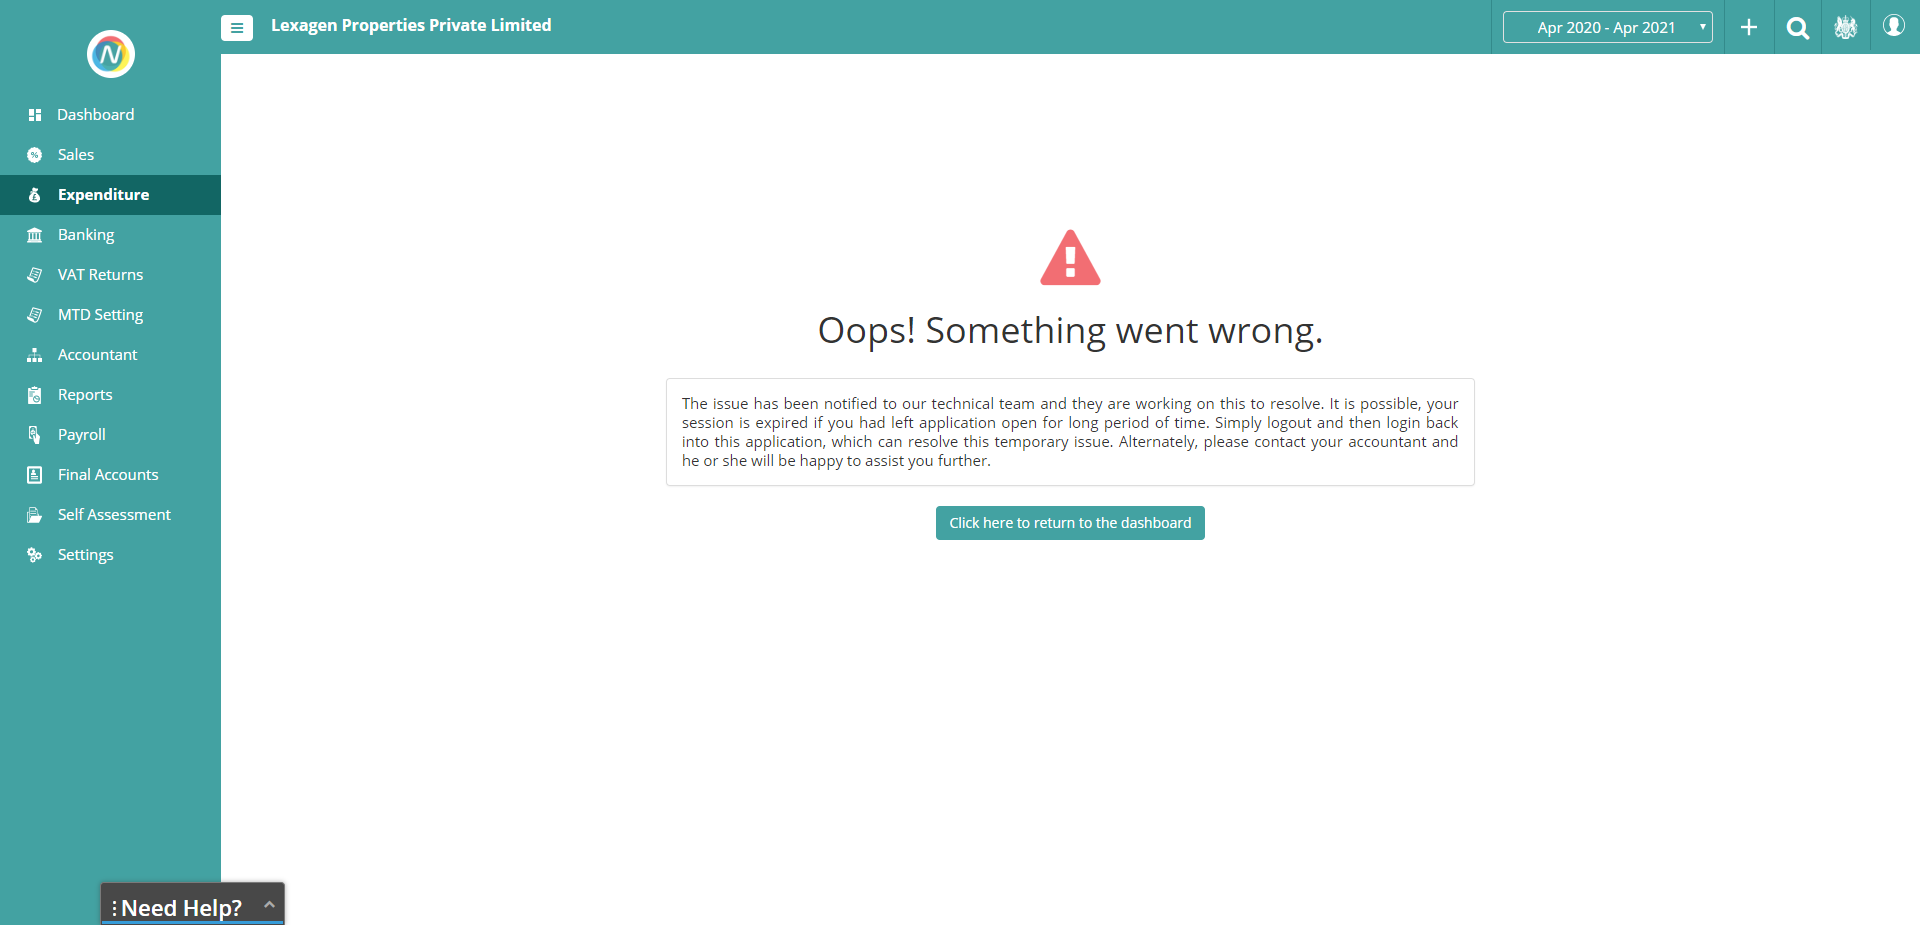 Lexagen Properties Private Limited
Apr 2020 - Apr 2021
N
Dashboard
Sales
Expenditure
Banking
VAT Returns
MTD Setting
Accountant
Reports
Payroll
Final Accounts
Self Assessment
Settings
Oops! Something went wrong.
The issue has been notified to our technical team and they are working on this to resolve. It is possible, your
session is expired if you had left application open for long period of time. Simply logout and then login back
into this application, which can resolve this temporary issue. Alternately, please contact your accountant and
he or she will be happy to assist you further.
Click here to return to the dashboard
Need Help?